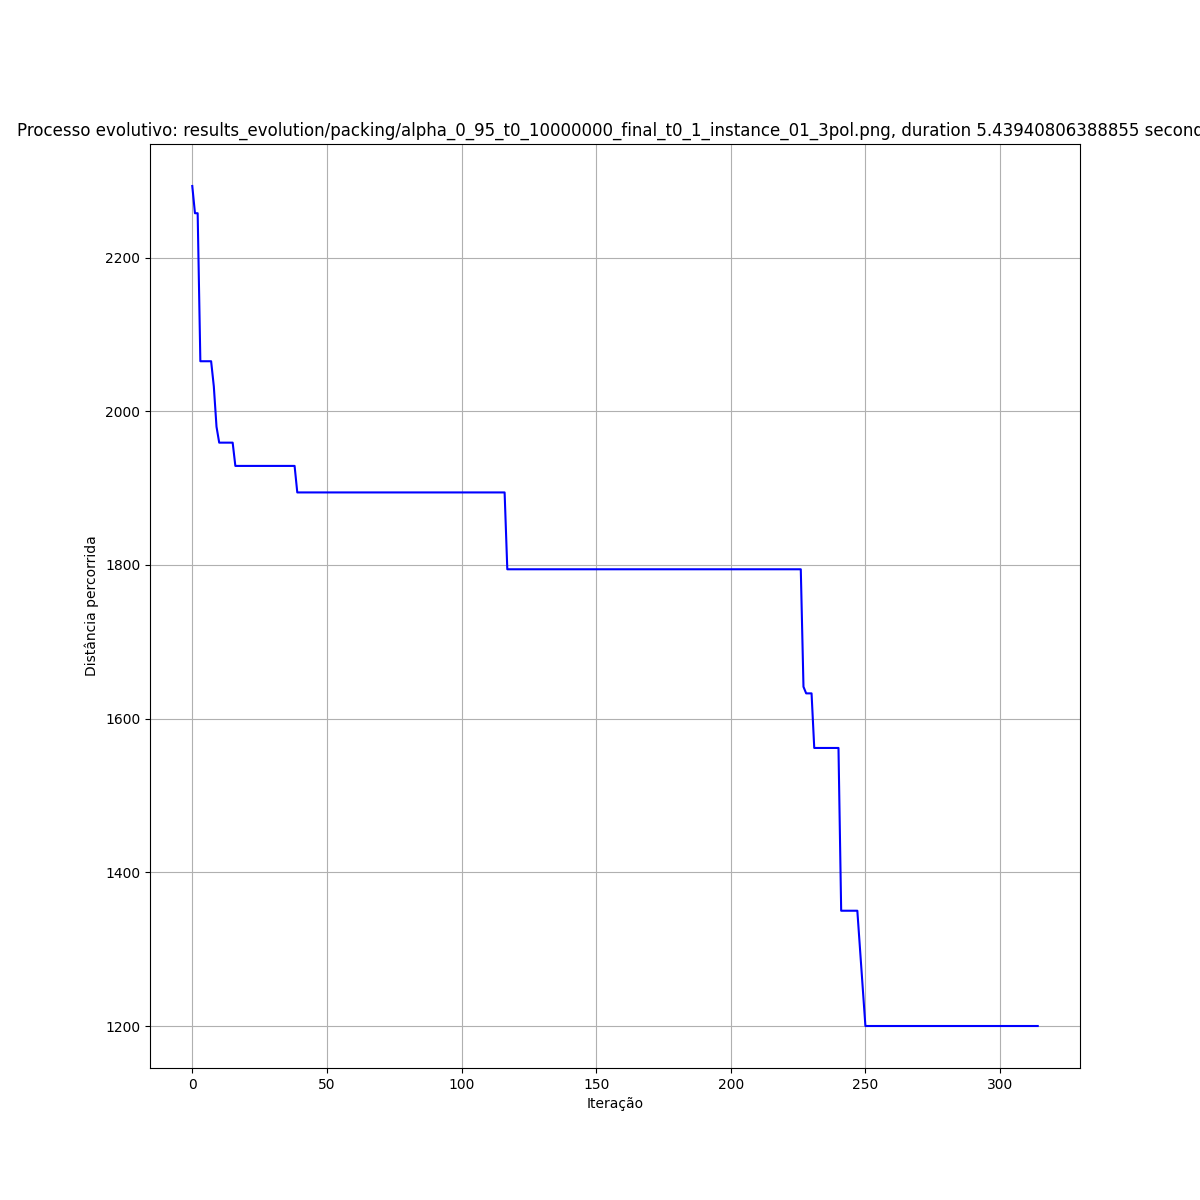 Processo evolutivo: results_evolution/packing/alpha_0_95_t0_10000000_final_t0_1_instance_01_3pol.png, duration 5.43940806388855 secon
2200
2000
1800
1600
1400
1200
Distância percorrida
0 50 100 150 200 250 300
Iteração